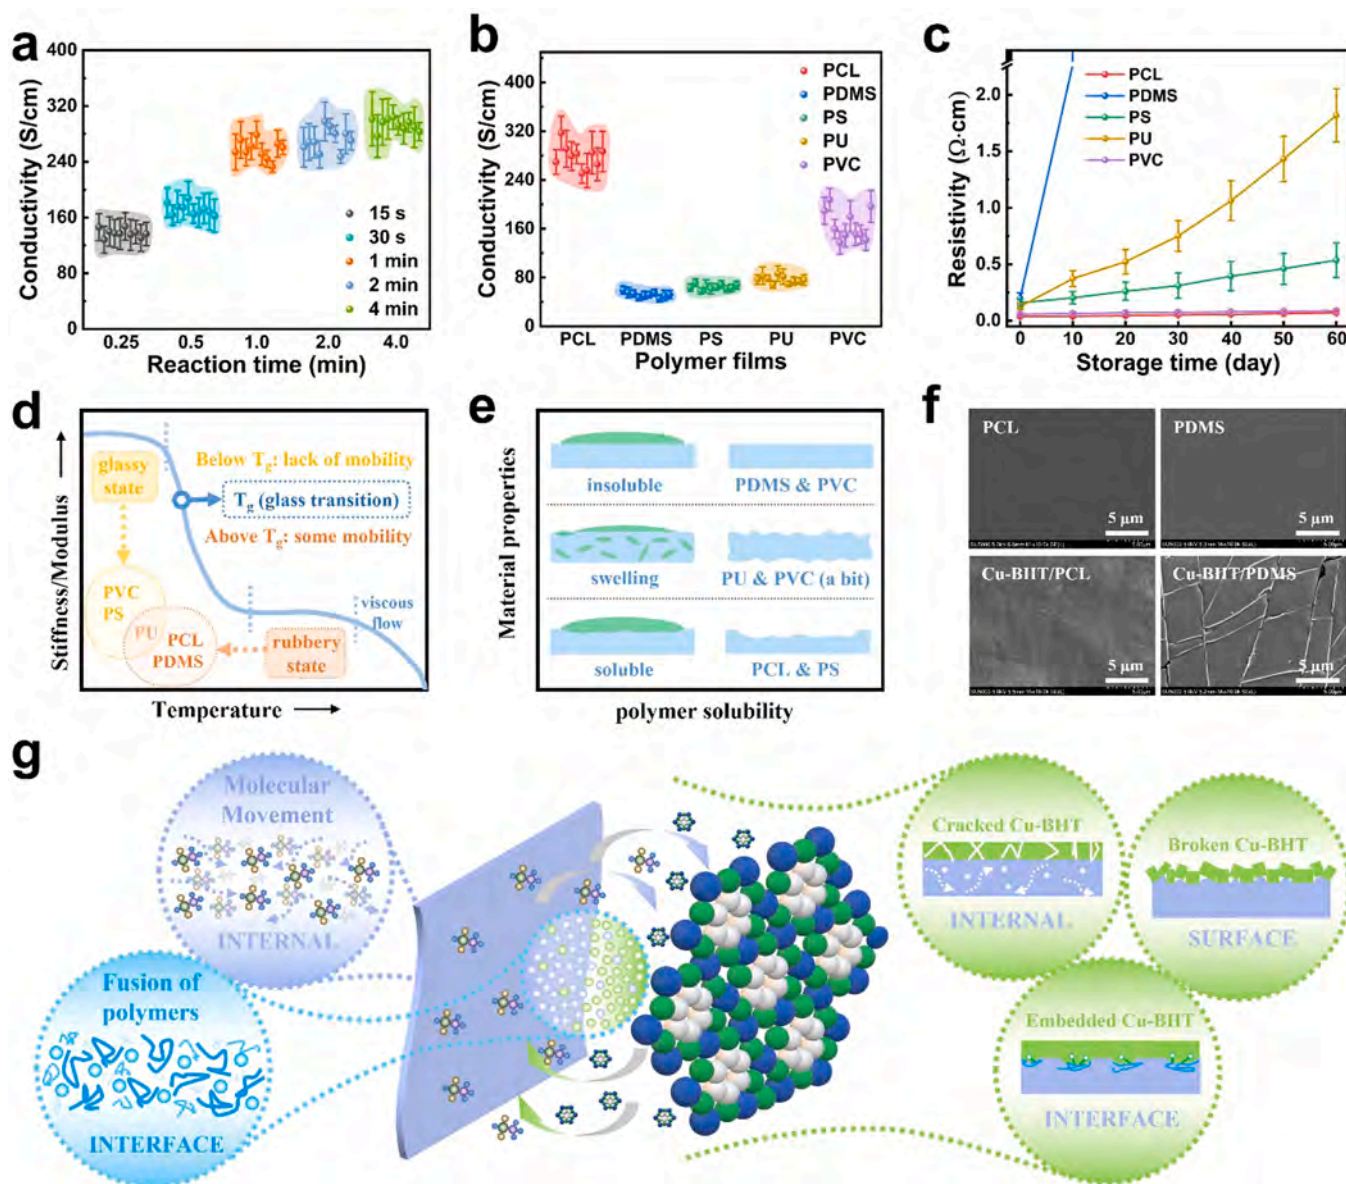 a
Conductivity (S/cm)
400
320
240
160
80
0
15 s
30 s
1 min
2 min
4 min
0.25
0.5
1.0
2.0
4.0
Reaction time (min)
b
Conductivity (S/cm)
400
320
240
160
80
0
PCL
PDMS
PS
PU
PVC
PCL
PDMS
PS
PU
PVC
Polymer films
c
Resistivity (Ω·cm)
2.0
1.5
1.0
0.5
0.0
PCL
PDMS
PS
PU
PVC
0
10
20
30
40
50
60
Storage time (day)
d
Stiffness/Modulus
glassy
state
Below Tg: lack of mobility
Tg (glass transition)
Above Tg: some mobility
PVC
PS
PU
PCL
PDMS
rubbery
state
viscous
flow
Temperature
e
Material properties
insoluble
PDMS & PVC
swelling
PU & PVC (a bit)
soluble
PCL & PS
polymer solubility
f
PCL
5 μm
PDMS
5 μm
Cu-BHT/PCL
5 μm
Cu-BHT/PDMS
5 μm
g
Molecular
Movement
INTERNAL
Fusion of
polymers
INTERFACE
Cracked Cu-BHT
INTERNAL
Broken Cu-BHT
SURFACE
Embedded Cu-BHT
INTERFACE